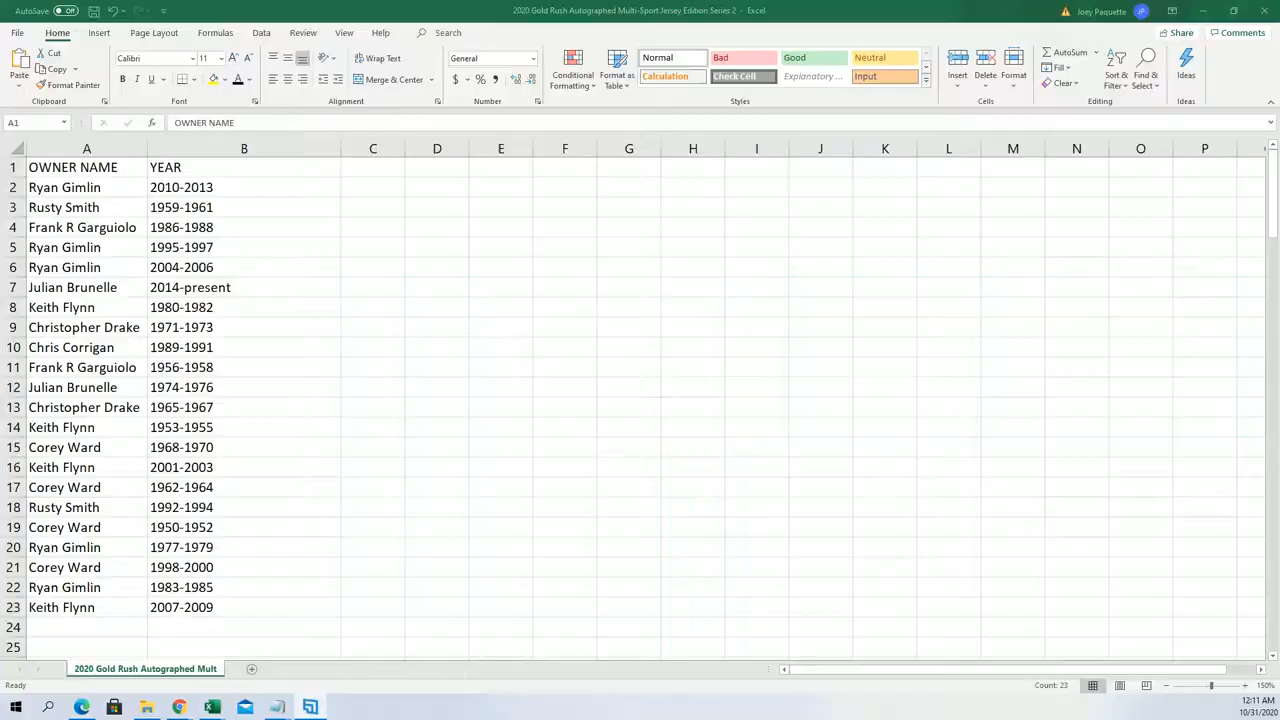 AutoSave Off 2020 Gold Rush Autographed Multi-Sport Jersey Edition Series 2 - Excel Joey Paquette JP
File Home Insert Page Layout Formulas Data Review View Help Search Share Comments
Paste Cut Copy Format Painter Clipboard
Calibri 11 B I U Font
Wrap Text Merge & Center Alignment
General $ % Number
Conditional Formatting Format as Table Normal Bad Good Neutral Calculation Check Cell Explanatory ... Input Styles
Insert Delete Format Cells
AutoSum Fill Clear Sort & Filter Find & Select Editing
Ideas Ideas
A1 fx OWNER NAME
A B C D E F G H I J K L M N O P
1 OWNER NAME YEAR
2 Ryan Gimlin 2010-2013
3 Rusty Smith 1959-1961
4 Frank R Garguiolo 1986-1988
5 Ryan Gimlin 1995-1997
6 Ryan Gimlin 2004-2006
7 Julian Brunelle 2014-present
8 Keith Flynn 1980-1982
9 Christopher Drake 1971-1973
10 Chris Corrigan 1989-1991
11 Frank R Garguiolo 1956-1958
12 Julian Brunelle 1974-1976
13 Christopher Drake 1965-1967
14 Keith Flynn 1953-1955
15 Corey Ward 1968-1970
16 Keith Flynn 2001-2003
17 Corey Ward 1962-1964
18 Rusty Smith 1992-1994
19 Corey Ward 1950-1952
20 Ryan Gimlin 1977-1979
21 Corey Ward 1998-2000
22 Ryan Gimlin 1983-1985
23 Keith Flynn 2007-2009
24
25
2020 Gold Rush Autographed Mult
Ready Count: 23 150%
12:11 AM
10/31/2020